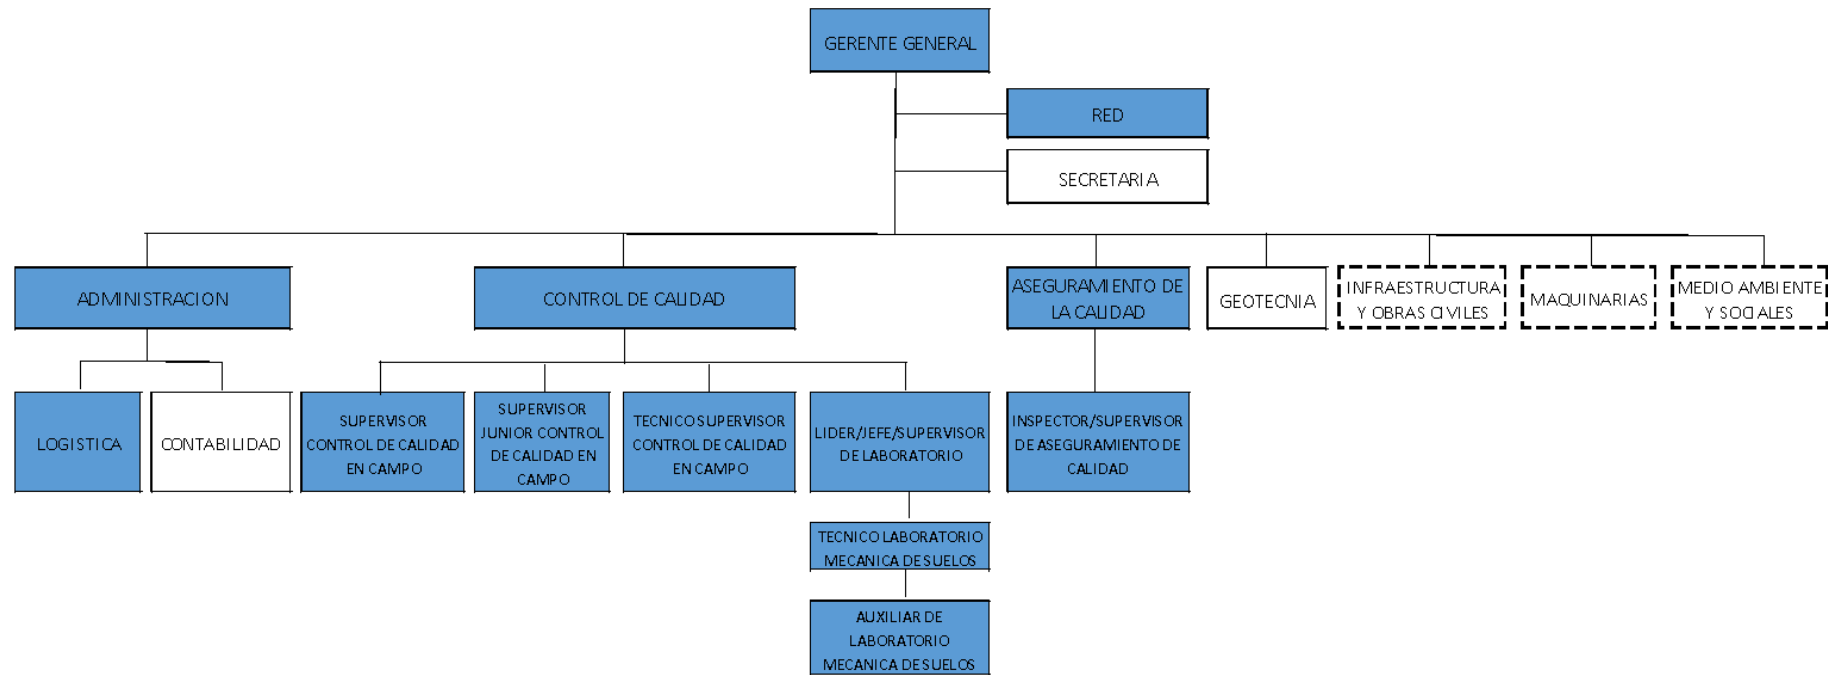 GERENTE GENERAL
RED
SECRETARIA
ADMINISTRACION
CONTROL DE CALIDAD
ASEGURAMIENTO DE
LA CALIDAD
GEOTECNIA
INFRAESTRUCTURA
Y OBRAS CIVILES
MAQUINARIAS
MEDIO AMBIENTE
Y SOCIALES
LOGISTICA
CONTABILIDAD
SUPERVISOR
CONTROL DE CALIDAD
EN CAMPO
SUPERVISOR
JUNIOR CONTROL
DE CALIDAD EN
CAMPO
TECNICO SUPERVISOR
CONTROL DE CALIDAD
EN CAMPO
LIDER/JEFE/SUPERVISOR
DE LABORATORIO
INSPECTOR/SUPERVISOR
DE ASEGURAMIENTO DE
CALIDAD
TECNICO LABORATORIO
MECANICA DE SUELOS
AUXILIAR DE
LABORATORIO
MECANICA DE SUELOS